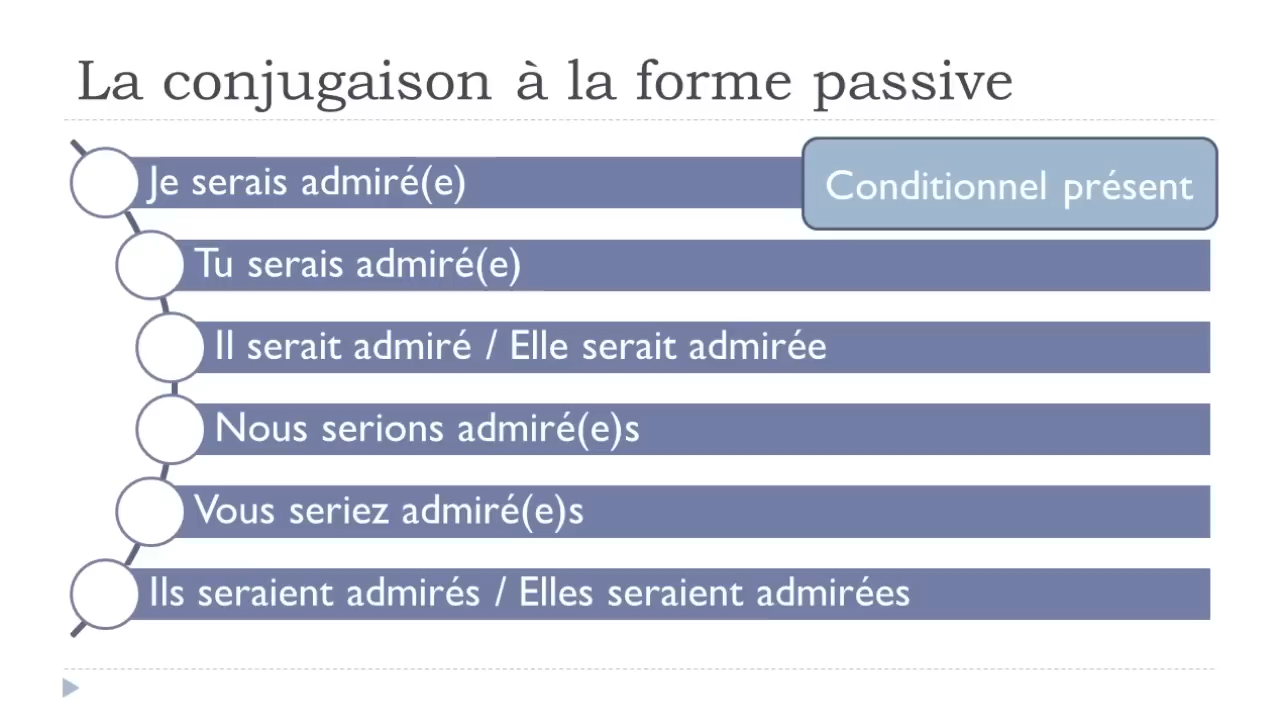 La conjugaison à la forme passive
Je serais admiré(e)
Conditionnel présent
Tu serais admiré(e)
Il serait admiré / Elle serait admirée
Nous serions admiré(e)s
Vous seriez admiré(e)s
Ils seraient admirés / Elles seraient admirées